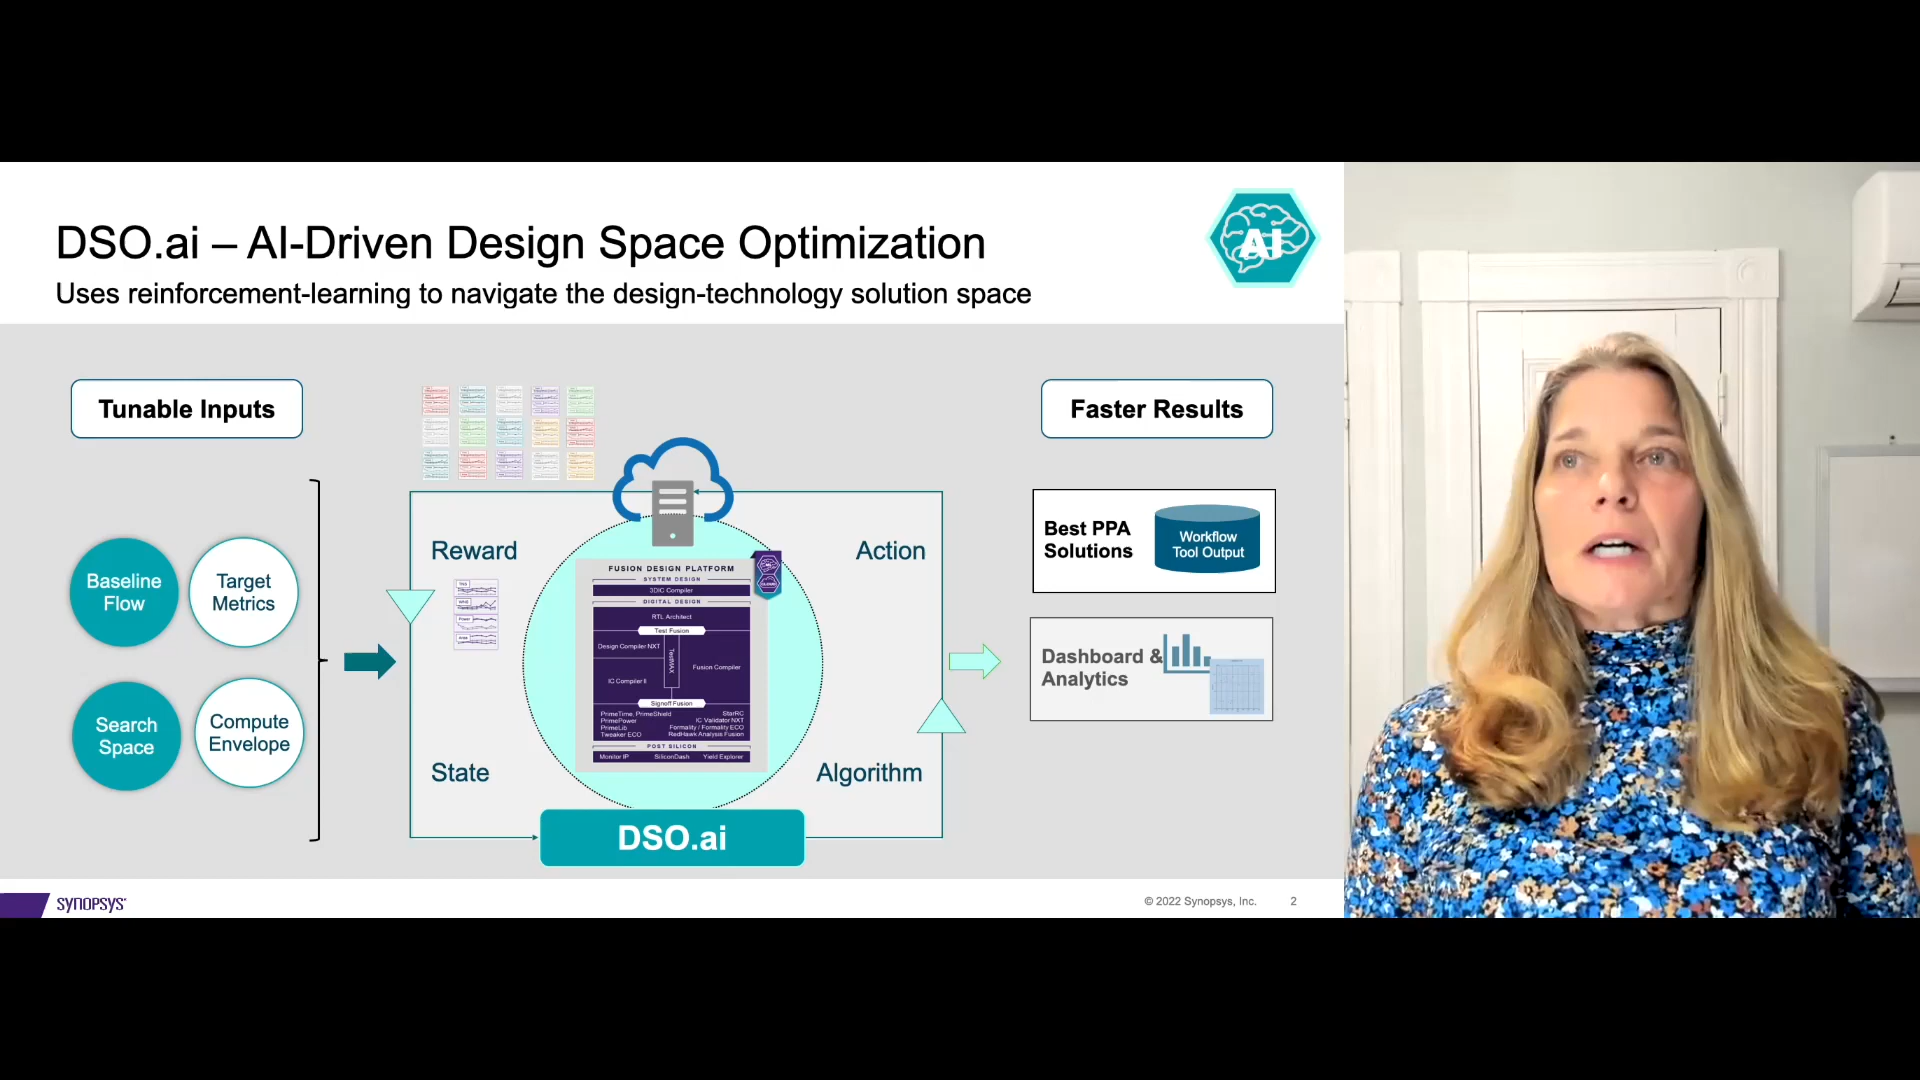 DSO.ai – AI-Driven Design Space Optimization
Uses reinforcement-learning to navigate the design-technology solution space
AI
Tunable Inputs
Baseline
Flow
Target
Metrics
Search
Space
Compute
Envelope
Reward
Action
State
Algorithm
FUSION DESIGN PLATFORM
SYSTEM DESIGN
3DIC Compiler
DIGITAL DESIGN
RTL Architect
Test Fusion
Design Compiler NXT
TestMAX
Fusion Compiler
IC Compiler II
Signoff Fusion
PrimeTime, PrimeShield
StarRC
PrimePower
IC Validator NXT
PrimeLib
Formality / Formality ECO
Tweaker ECO
RedHawk Analysis Fusion
POST SILICON
Monitor IP
SiliconDash
Yield Explorer
DSO.ai
Faster Results
Best PPA
Solutions
Workflow
Tool Output
Dashboard &
Analytics
SYNOPSYS
© 2022 Synopsys, Inc.
2